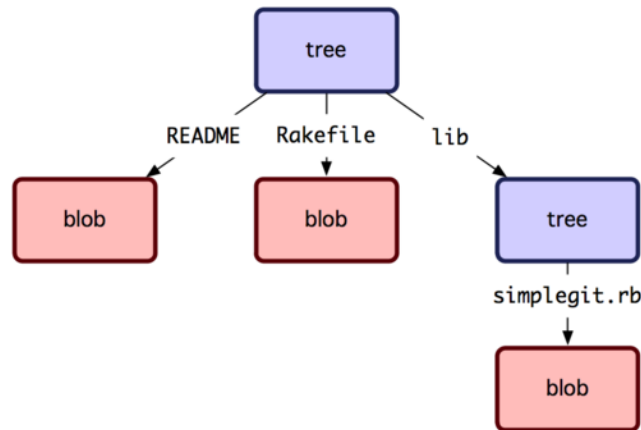 tree
README Rakefile lib
blob blob tree
simplegit.rb
blob